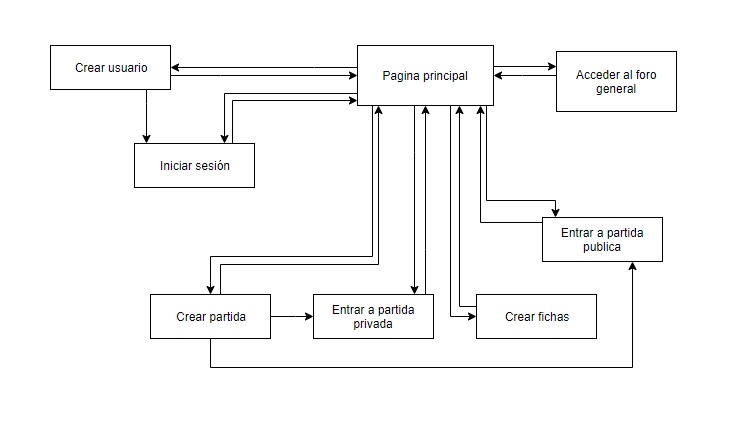 Crear usuario
Pagina principal
Acceder al foro
general
Iniciar sesión
Entrar a partida
publica
Crear partida
Entrar a partida
privada
Crear fichas